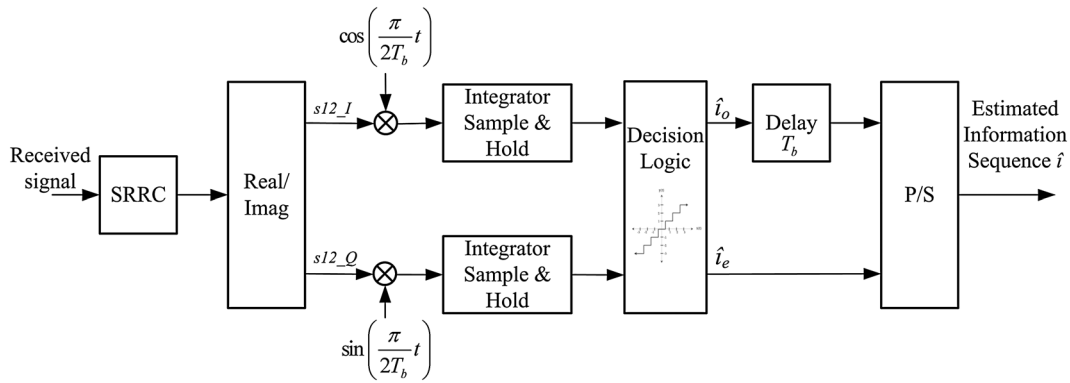 cos(π/2T_b t)
s12_I
Integrator
Sample &
Hold
Decision
Logic
î_o
Delay
T_b
Estimated
Information
Sequence î
Received
signal
SRRC
Real/
Imag
P/S
s12_Q
Integrator
Sample &
Hold
î_e
sin(π/2T_b t)